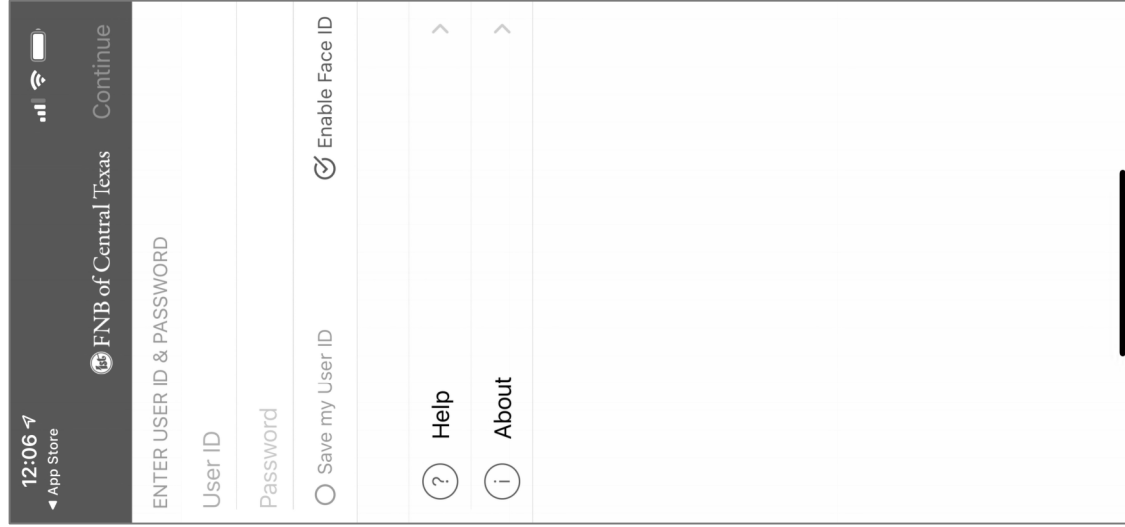 12:06
◀ App Store
1st FNB of Central Texas
Continue
ENTER USER ID & PASSWORD
User ID
Password
Save my User ID
Enable Face ID
? Help
i About